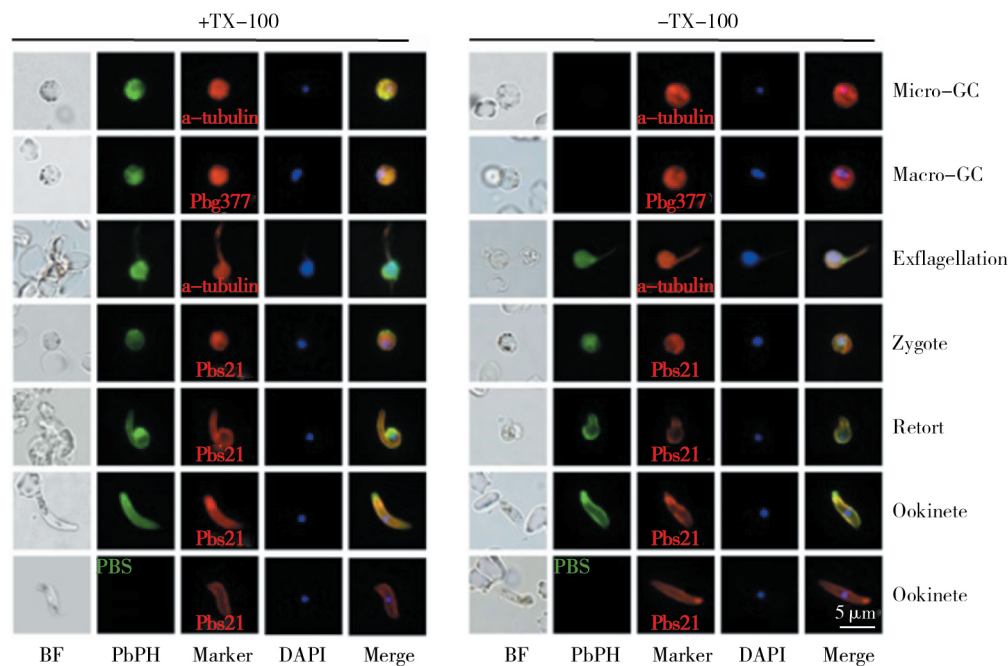 +TX-100 -TX-100
a-tubulin a-tubulin Micro-GC
Pbg377 Pbg377 Macro-GC
a-tubulin a-tubulin Exflagellation
Pbs21 Pbs21 Zygote
Pbs21 Pbs21 Retort
Pbs21 Pbs21 Ookinete
PBS Pbs21 PBS Pbs21 Ookinete
5 μm
BF PbPH Marker DAPI Merge BF PbPH Marker DAPI Merge